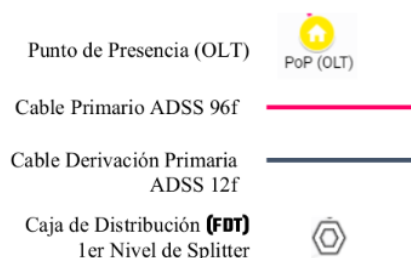 Punto de Presencia (OLT)
PoP (OLT)
Cable Primario ADSS 96f
Cable Derivación Primaria
ADSS 12f
Caja de Distribución (FDT)
1er Nivel de Splitter